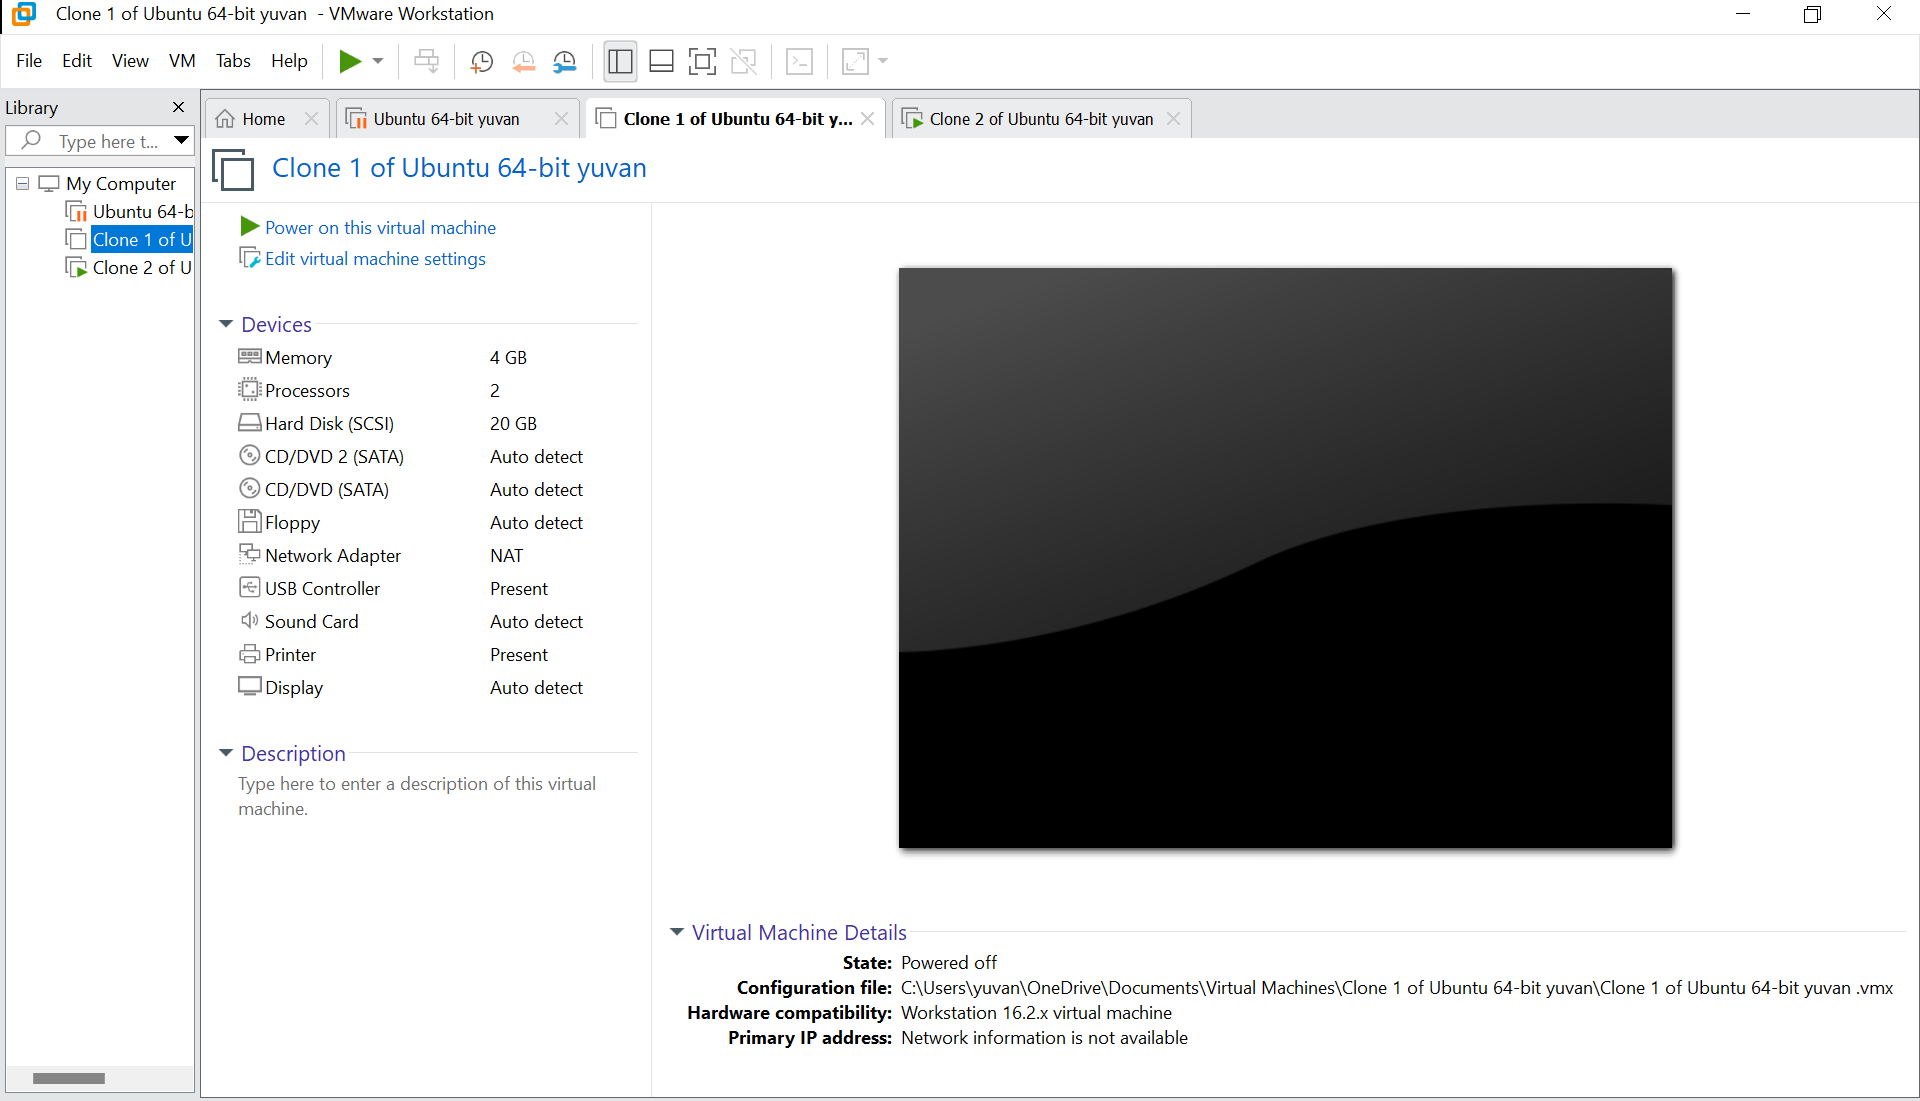 Clone 1 of Ubuntu 64-bit yuvan  - VMware Workstation
File Edit View VM Tabs Help
Library
Type here t...
My Computer
Ubuntu 64-b
Clone 1 of U
Clone 2 of U
Home
Ubuntu 64-bit yuvan
Clone 1 of Ubuntu 64-bit y...
Clone 2 of Ubuntu 64-bit yuvan
Clone 1 of Ubuntu 64-bit yuvan
Power on this virtual machine
Edit virtual machine settings
Devices
Memory 4 GB
Processors 2
Hard Disk (SCSI) 20 GB
CD/DVD 2 (SATA) Auto detect
CD/DVD (SATA) Auto detect
Floppy Auto detect
Network Adapter NAT
USB Controller Present
Sound Card Auto detect
Printer Present
Display Auto detect
Description
Type here to enter a description of this virtual
machine.
Virtual Machine Details
State: Powered off
Configuration file: C:\Users\yuvan\OneDrive\Documents\Virtual Machines\Clone 1 of Ubuntu 64-bit yuvan\Clone 1 of Ubuntu 64-bit yuvan .vmx
Hardware compatibility: Workstation 16.2.x virtual machine
Primary IP address: Network information is not available